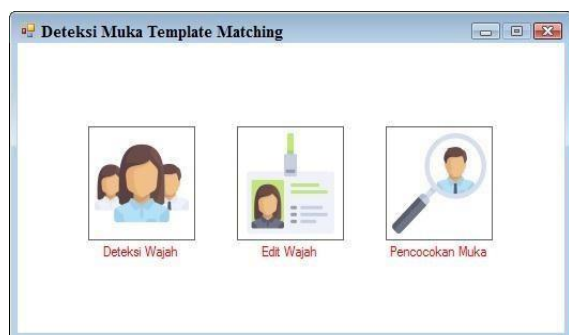 Deteksi Muka Template Matching
Deteksi Wajah
Edit Wajah
Pencocokan Muka